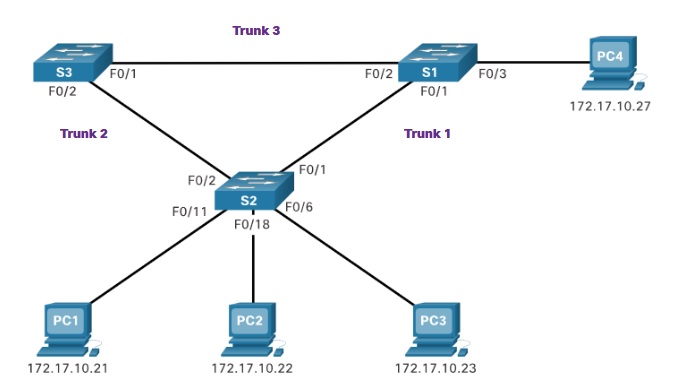 Trunk 3
S3
F0/1
F0/2
F0/2
S1
F0/3
F0/1
PC4
172.17.10.27
Trunk 2
Trunk 1
F0/2
F0/1
S2
F0/11
F0/6
F0/18
PC1
PC2
PC3
172.17.10.21
172.17.10.22
172.17.10.23